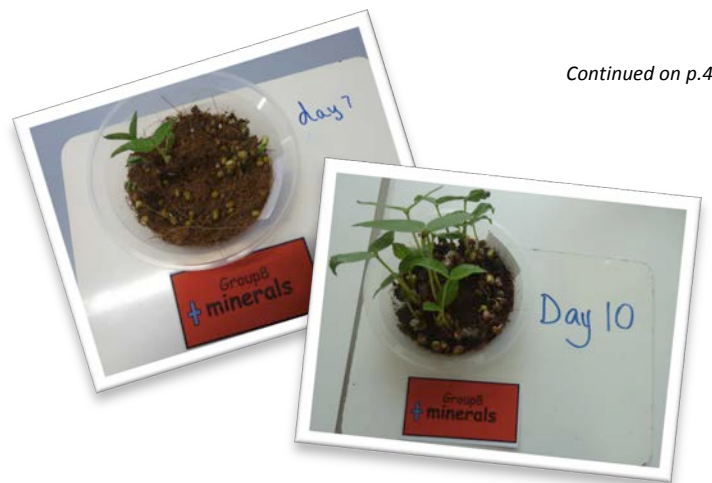 Continued on p.4
day 7
Group8
+ minerals
Day 10
Group8
+ minerals